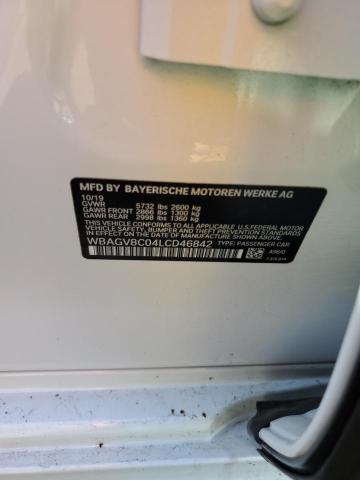 MFD BY BAYERISCHE MOTOREN WERKE AG
10/19
GVWR 5732 lbs 2600 kg
GAWR FRONT 2866 lbs 1300 kg
GAWR REAR 2998 lbs 1360 kg
THIS VEHICLE CONFORMS TO ALL APPLICABLE U.S.FEDERAL MOTOR
VEHICLE SAFETY, BUMPER AND THEFT PREVENTION STANDARDS
IN EFFECT ON THE DATE OF MANUFACTURE SHOWN ABOVE.
WBAGV8C04LCD46842 TYPE: PASSENGER CAR
A96/0